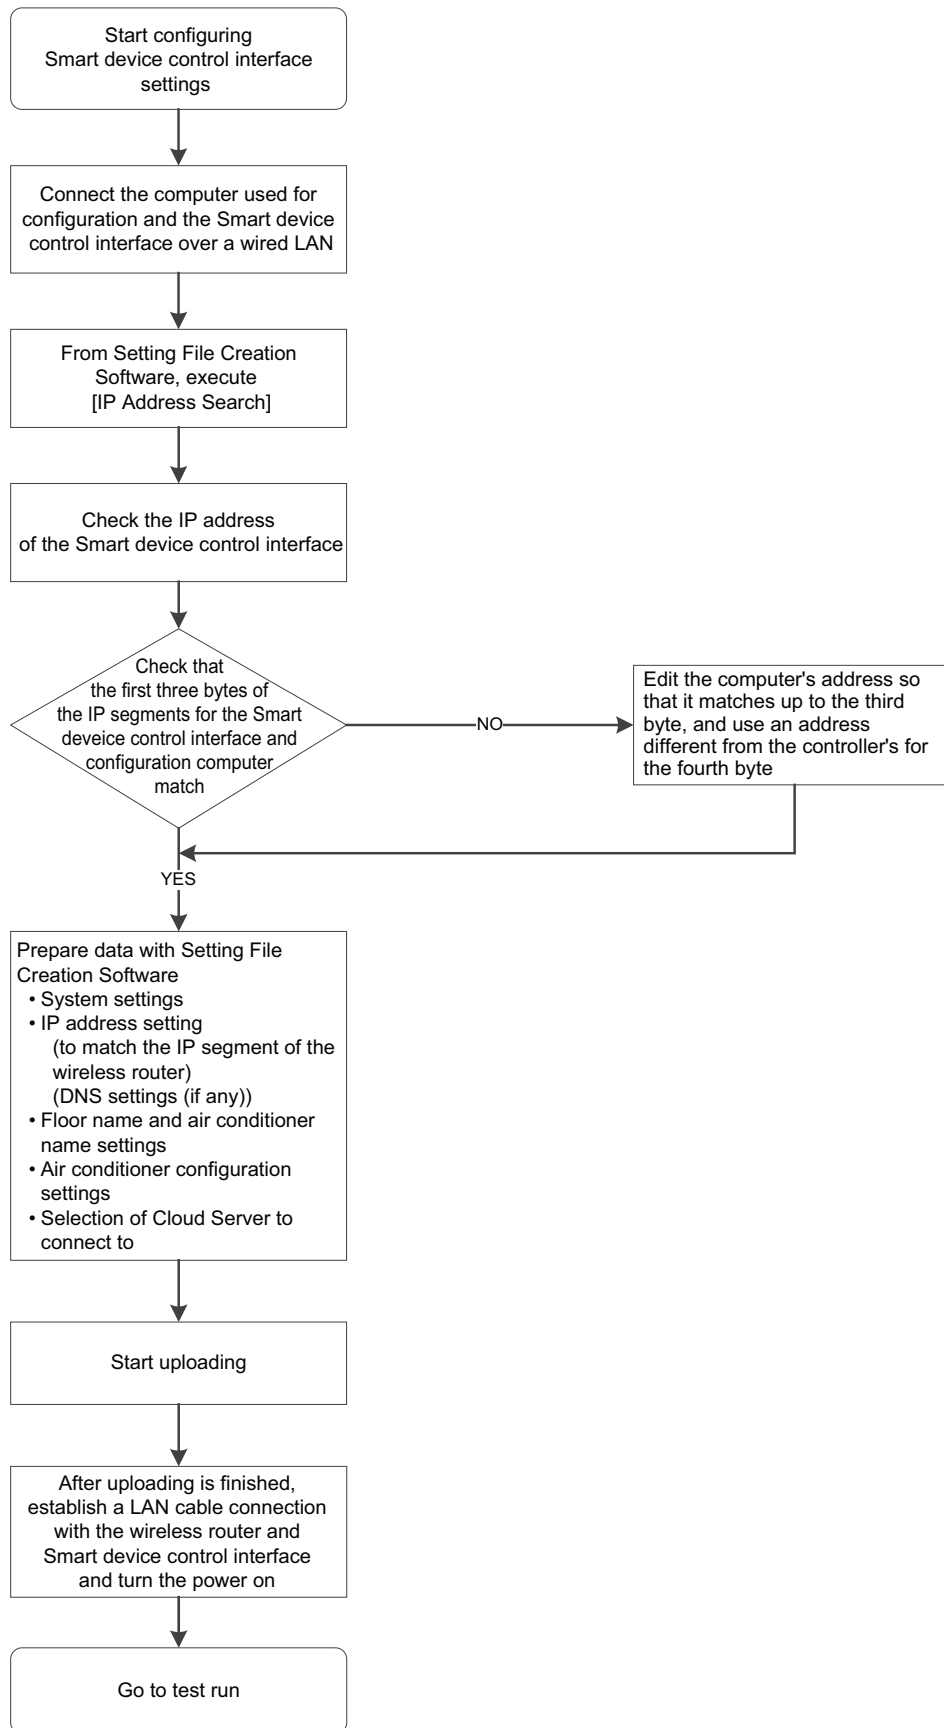 Start configuring
Smart device control interface
settings
Connect the computer used for
configuration and the Smart device
control interface over a wired LAN
From Setting File Creation
Software, execute
[IP Address Search]
Check the IP address
of the Smart device control interface
Check that
the first three bytes of
the IP segments for the Smart
deveice control interface and
configuration computer
match
NO
Edit the computer's address so
that it matches up to the third
byte, and use an address
different from the controller's for
the fourth byte
YES
Prepare data with Setting File
Creation Software
• System settings
• IP address setting
(to match the IP segment of the
wireless router)
(DNS settings (if any))
• Floor name and air conditioner
name settings
• Air conditioner configuration
settings
• Selection of Cloud Server to
connect to
Start uploading
After uploading is finished,
establish a LAN cable connection
with the wireless router and
Smart device control interface
and turn the power on
Go to test run